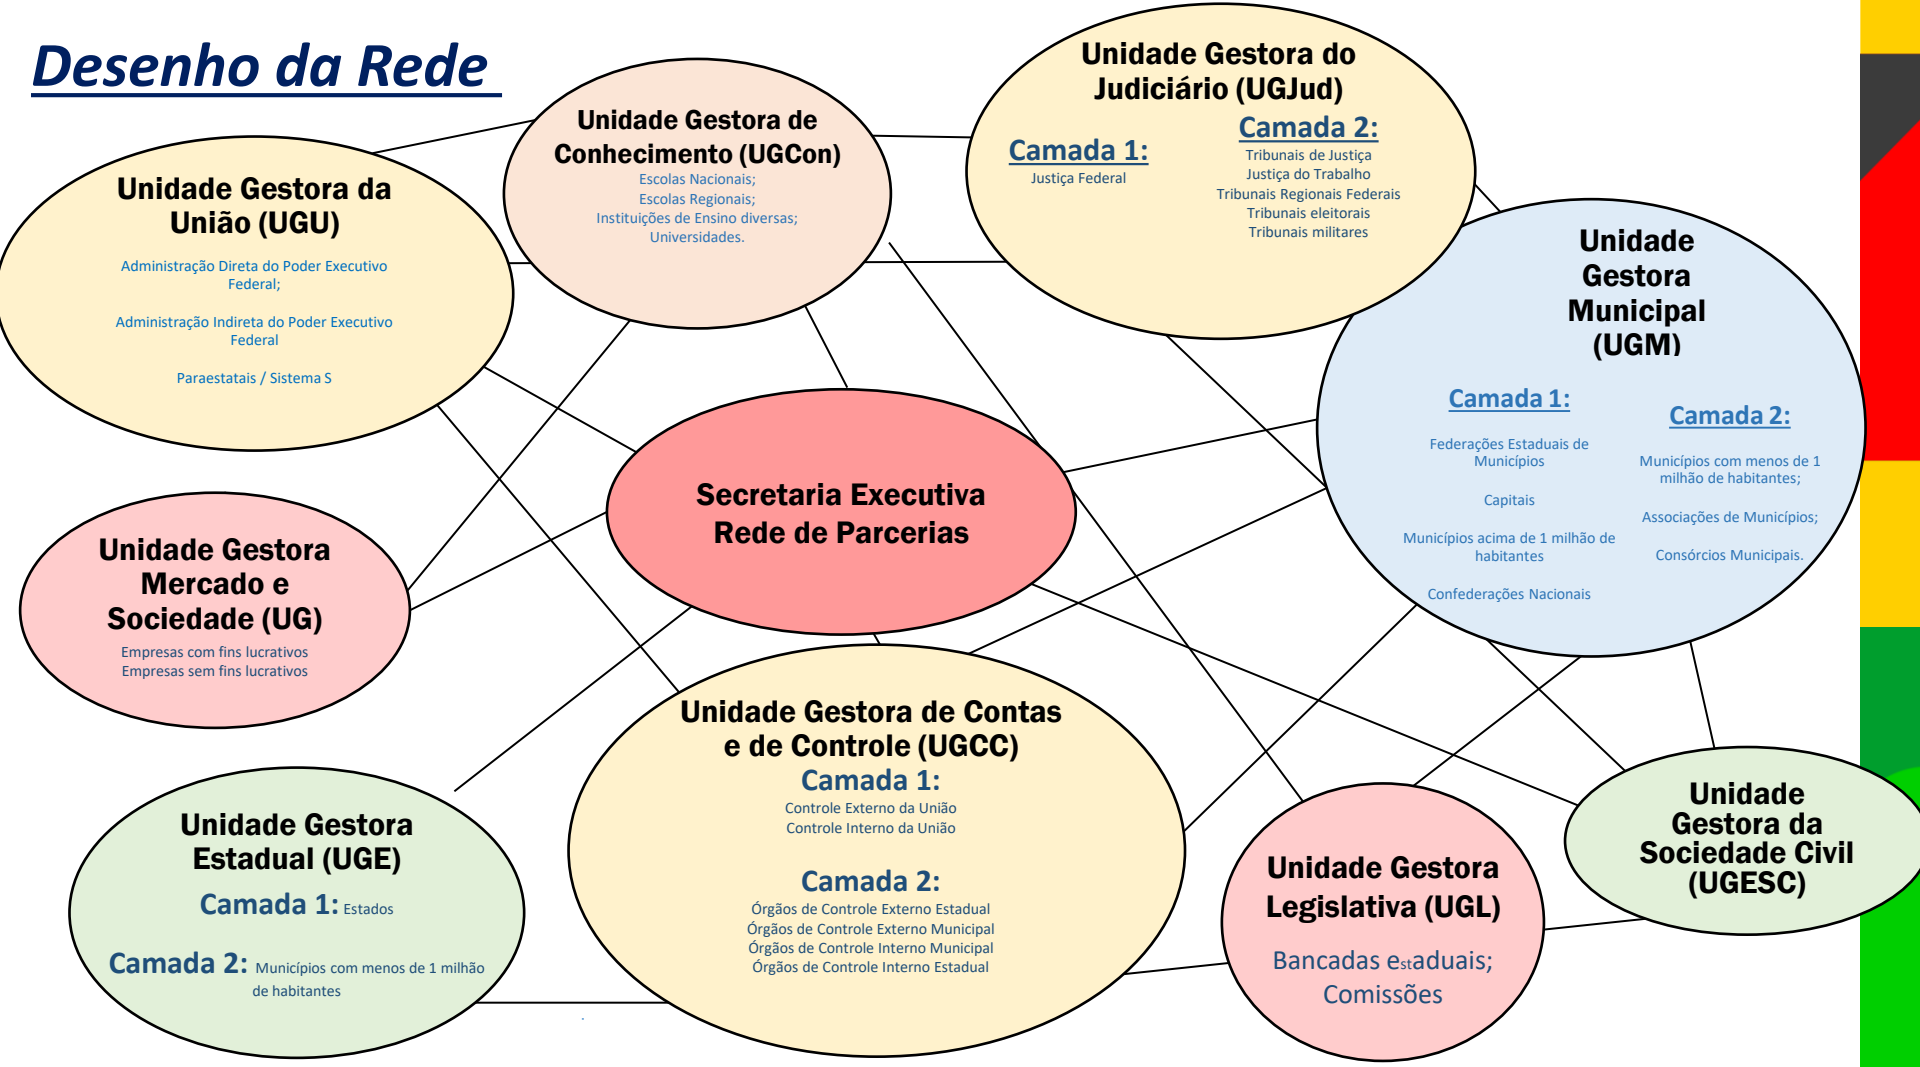 Desenho da Rede
Unidade Gestora da
União (UGU)
Administração Direta do Poder Executivo
Federal;
Administração Indireta do Poder Executivo
Federal
Paraestatais / Sistema S
Unidade Gestora de
Conhecimento (UGCon)
Escolas Nacionais;
Escolas Regionais;
Instituições de Ensino diversas;
Universidades.
Unidade Gestora do
Judiciário (UGJud)
Camada 1:
Justiça Federal
Camada 2:
Tribunais de Justiça
Justiça do Trabalho
Tribunais Regionais Federais
Tribunais eleitorais
Tribunais militares
Unidade
Gestora
Municipal
(UGM)
Camada 1:
Federações Estaduais de
Municípios
Capitais
Municípios acima de 1 milhão de
habitantes
Confederações Nacionais
Camada 2:
Municípios com menos de 1
milhão de habitantes;
Associações de Municípios;
Consórcios Municipais.
Secretaria Executiva
Rede de Parcerias
Unidade Gestora
Mercado e
Sociedade (UG)
Empresas com fins lucrativos
Empresas sem fins lucrativos
Unidade Gestora
Estadual (UGE)
Camada 1: Estados
Camada 2: Municípios com menos de 1 milhão
de habitantes
Unidade Gestora de Contas
e de Controle (UGCC)
Camada 1:
Controle Externo da União
Controle Interno da União
Camada 2:
Órgãos de Controle Externo Estadual
Órgãos de Controle Externo Municipal
Órgãos de Controle Interno Municipal
Órgãos de Controle Interno Estadual
.
Unidade Gestora
Legislativa (UGL)
Bancadas estaduais;
Comissões
Unidade
Gestora da
Sociedade Civil
(UGESC)